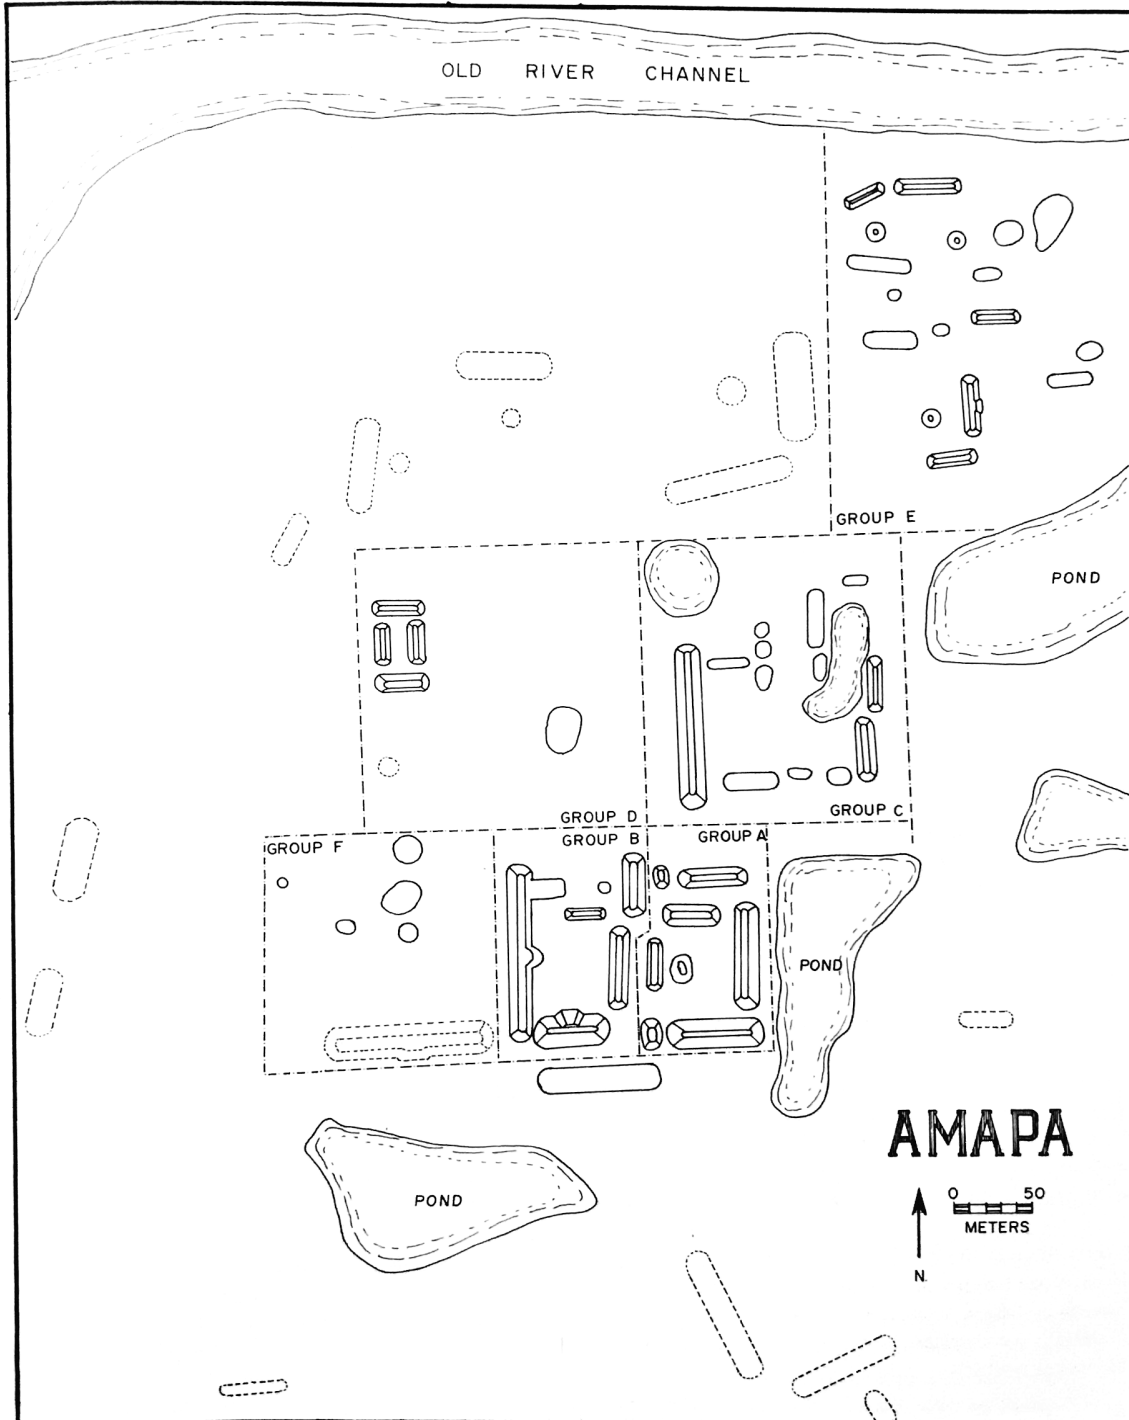 OLD RIVER CHANNEL
GROUP E
POND
GROUP C
GROUP D
GROUP F
GROUP B
GROUP A
POND
AMAPA
POND
0 50
METERS
N.